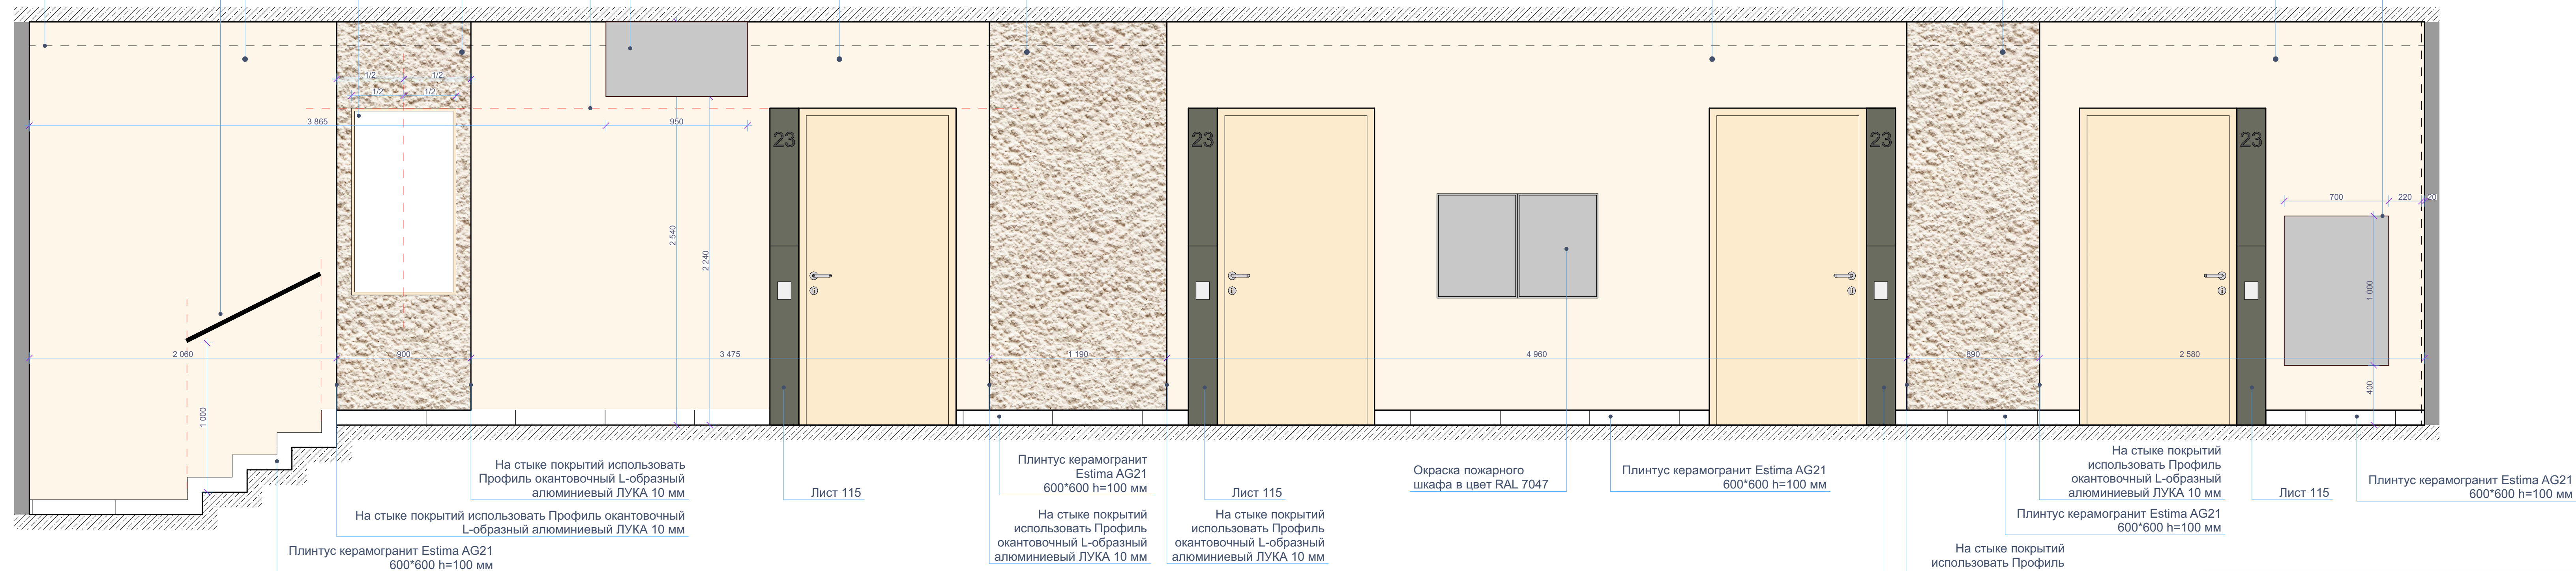 1/2
1/2
1/2
1/2
3 865
950
23
23
23
23
700
220
20
2 540
2 240
1 000
2 060
900
3 475
1 190
4 960
890
2 580
1 000
400
На стыке покрытий использовать
Профиль окантовочный L-образный
алюминиевый ЛУКА 10 мм
На стыке покрытий использовать Профиль окантовочный
L-образный алюминиевый ЛУКА 10 мм
Плинтус керамогранит Estima AG21
600*600 h=100 мм
Лист 115
Плинтус керамогранит
Estima AG21
600*600 h=100 мм
На стыке покрытий
использовать Профиль
окантовочный L-образный
алюминиевый ЛУКА 10 мм
Лист 115
На стыке покрытий
использовать Профиль
окантовочный L-образный
алюминиевый ЛУКА 10 мм
Окраска пожарного
шкафа в цвет RAL 7047
Плинтус керамогранит Estima AG21
600*600 h=100 мм
На стыке покрытий
использовать Профиль
окантовочный L-образный
алюминиевый ЛУКА 10 мм
Плинтус керамогранит Estima AG21
600*600 h=100 мм
На стыке покрытий
использовать Профиль
Лист 115
Плинтус керамогранит Estima AG21
600*600 h=100 мм